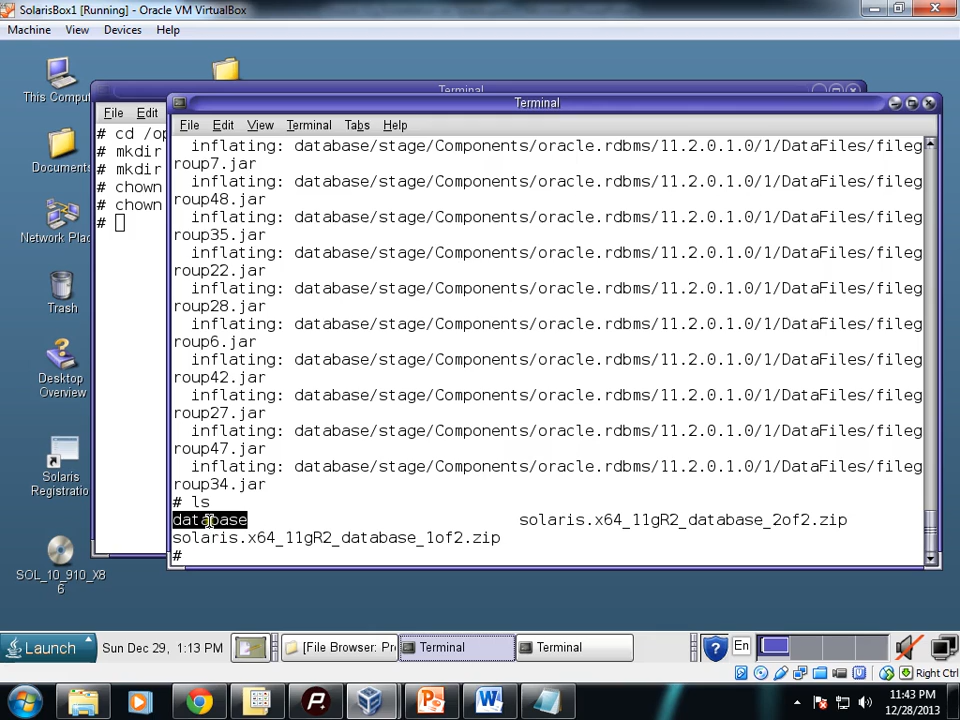 SolarisBox1 [Running] - Oracle VM VirtualBox
Machine View Devices Help
This Comput
Documents
Network Plac
Trash
Desktop
Overview
Solaris
Registration
SOL_10_910_X8
6
Terminal
File Edit
# cd /op
# mkdir
# mkdir
# chown
# chown
#
Terminal
File Edit View Terminal Tabs Help
inflating: database/stage/Components/oracle.rdbms/11.2.0.1.0/1/DataFiles/fileg
roup7.jar
inflating: database/stage/Components/oracle.rdbms/11.2.0.1.0/1/DataFiles/fileg
roup48.jar
inflating: database/stage/Components/oracle.rdbms/11.2.0.1.0/1/DataFiles/fileg
roup35.jar
inflating: database/stage/Components/oracle.rdbms/11.2.0.1.0/1/DataFiles/fileg
roup22.jar
inflating: database/stage/Components/oracle.rdbms/11.2.0.1.0/1/DataFiles/fileg
roup28.jar
inflating: database/stage/Components/oracle.rdbms/11.2.0.1.0/1/DataFiles/fileg
roup6.jar
inflating: database/stage/Components/oracle.rdbms/11.2.0.1.0/1/DataFiles/fileg
roup42.jar
inflating: database/stage/Components/oracle.rdbms/11.2.0.1.0/1/DataFiles/fileg
roup27.jar
inflating: database/stage/Components/oracle.rdbms/11.2.0.1.0/1/DataFiles/fileg
roup47.jar
inflating: database/stage/Components/oracle.rdbms/11.2.0.1.0/1/DataFiles/fileg
roup34.jar
# ls
database solaris.x64_11gR2_database_2of2.zip
solaris.x64_11gR2_database_1of2.zip
#
Launch Sun Dec 29, 1:13 PM [File Browser: Pr Terminal Terminal En
Right Ctrl
11:43 PM
12/28/2013